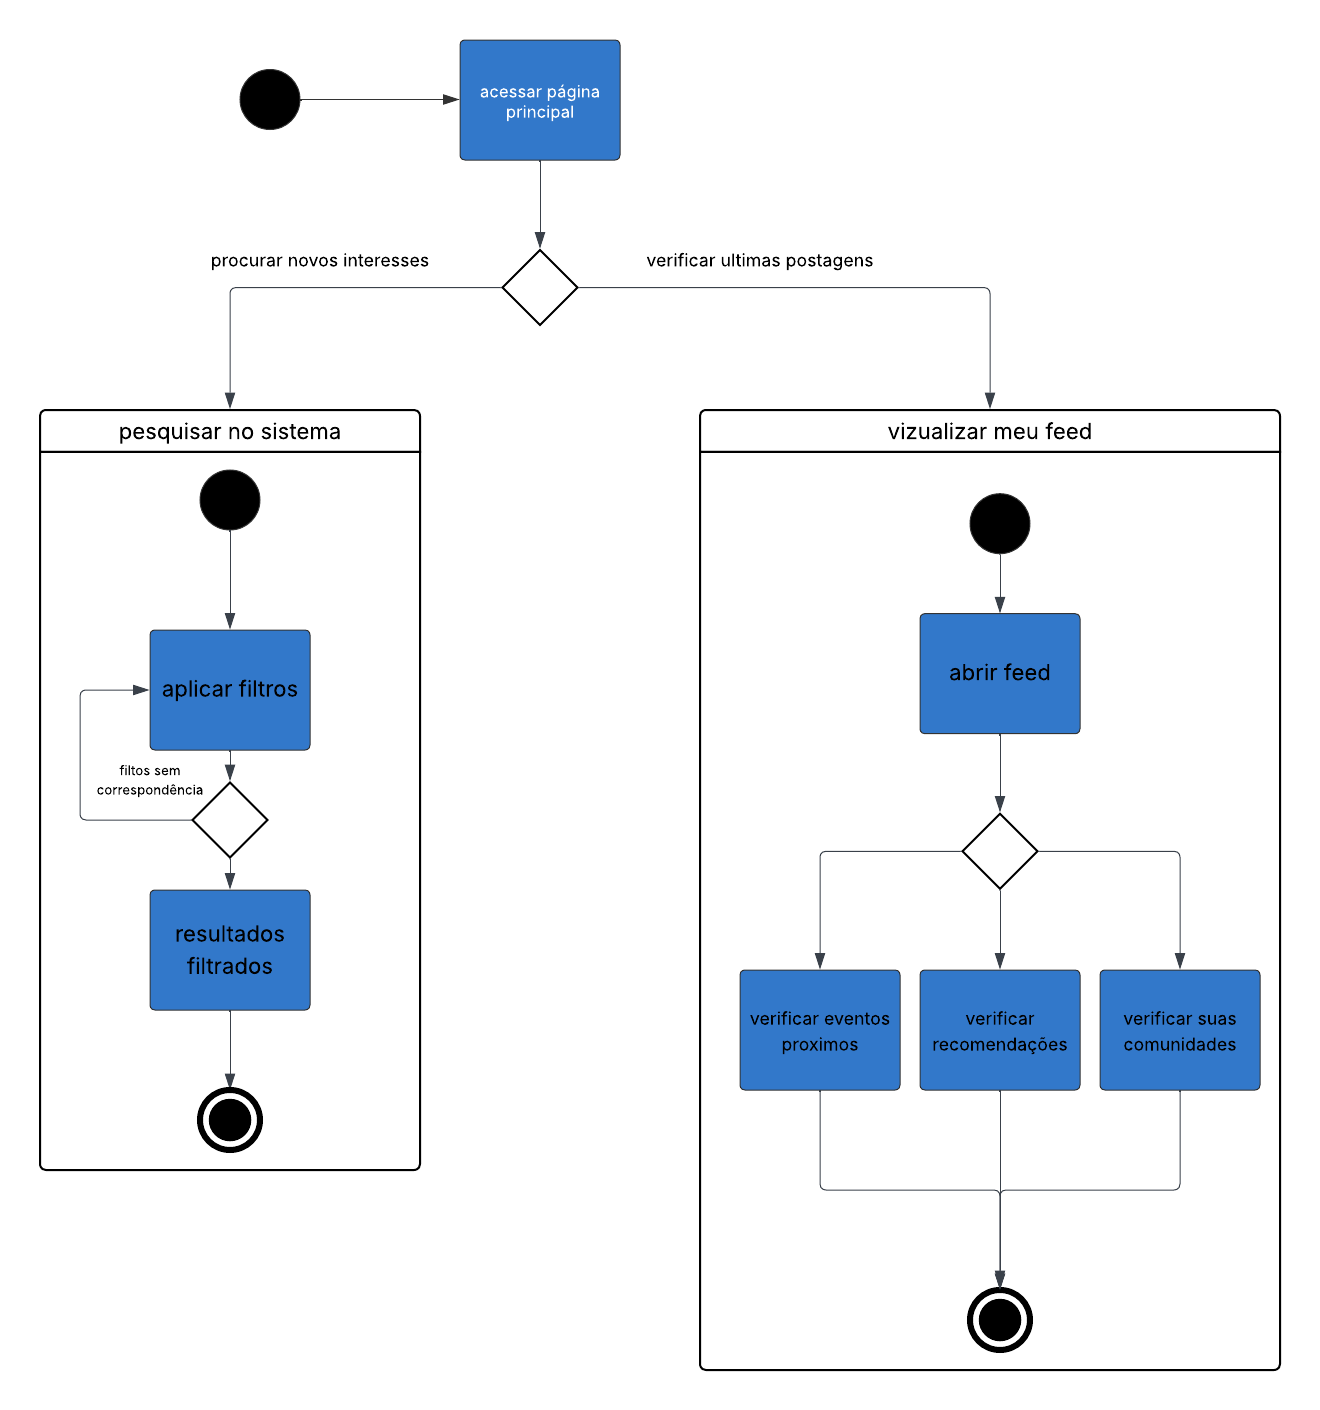 acessar página
principal
procurar novos interesses
verificar ultimas postagens
pesquisar no sistema
aplicar filtros
filtos sem
correspondência
resultados
filtrados
vizualizar meu feed
abrir feed
verificar eventos
proximos
verificar
recomendações
verificar suas
comunidades